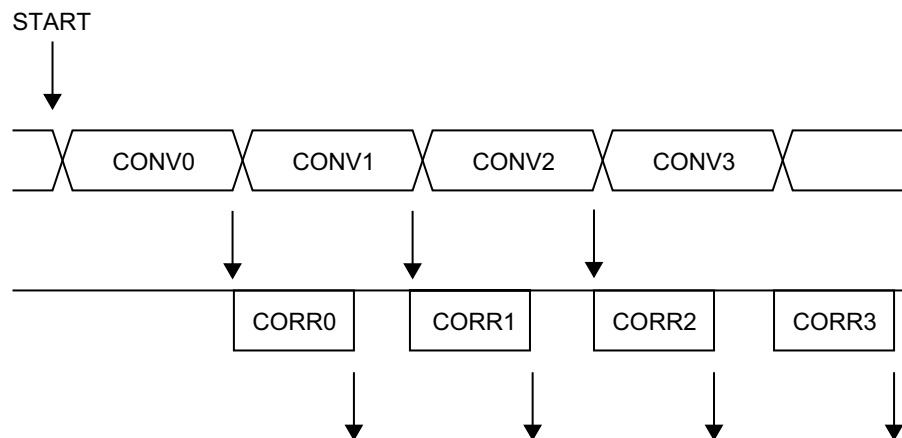 START
CONV0 CONV1 CONV2 CONV3
CORR0 CORR1 CORR2 CORR3